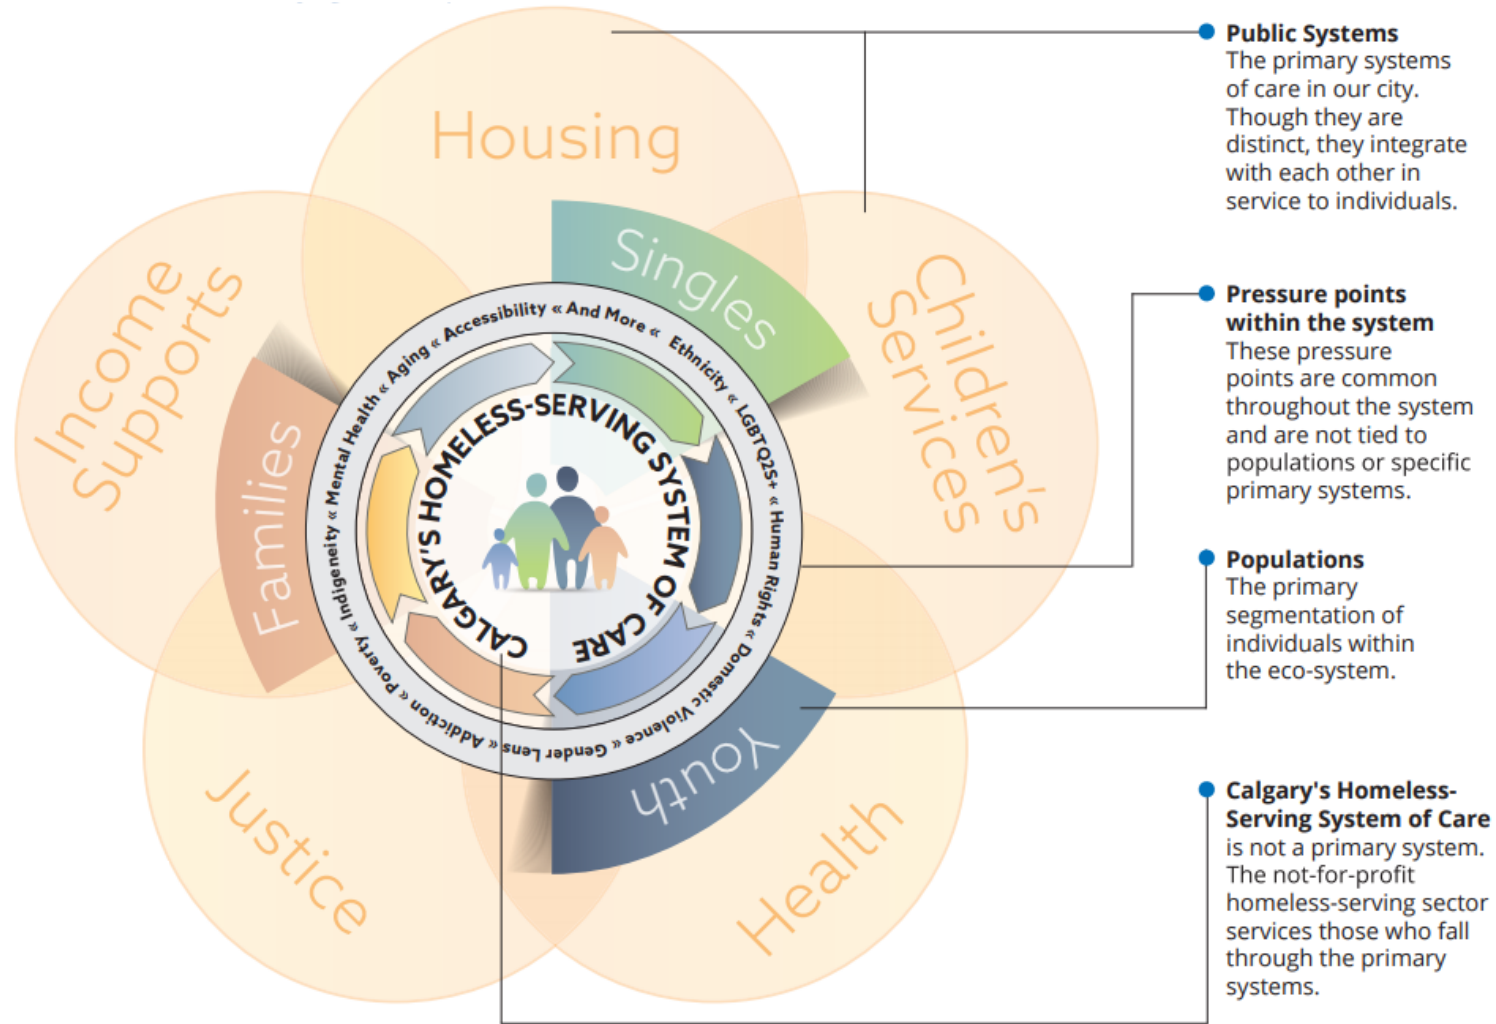 Housing
Income
Supports
Children's
Services
Justice
Health
Singles
Families
Youth
Indigeneity « Mental Health « Aging « Accessibility « And More « Ethnicity « LGBTQ2S+ « Human Rights « Domestic Violence « Gender Lens « Addiction « Poverty «
CALGARY'S HOMELESS-SERVING SYSTEM OF CARE
Public Systems
The primary systems
of care in our city.
Though they are
distinct, they integrate
with each other in
service to individuals.
Pressure points
within the system
These pressure
points are common
throughout the system
and are not tied to
populations or specific
primary systems.
Populations
The primary
segmentation of
individuals within
the eco-system.
Calgary's Homeless-
Serving System of Care
is not a primary system.
The not-for-profit
homeless-serving sector
services those who fall
through the primary
systems.